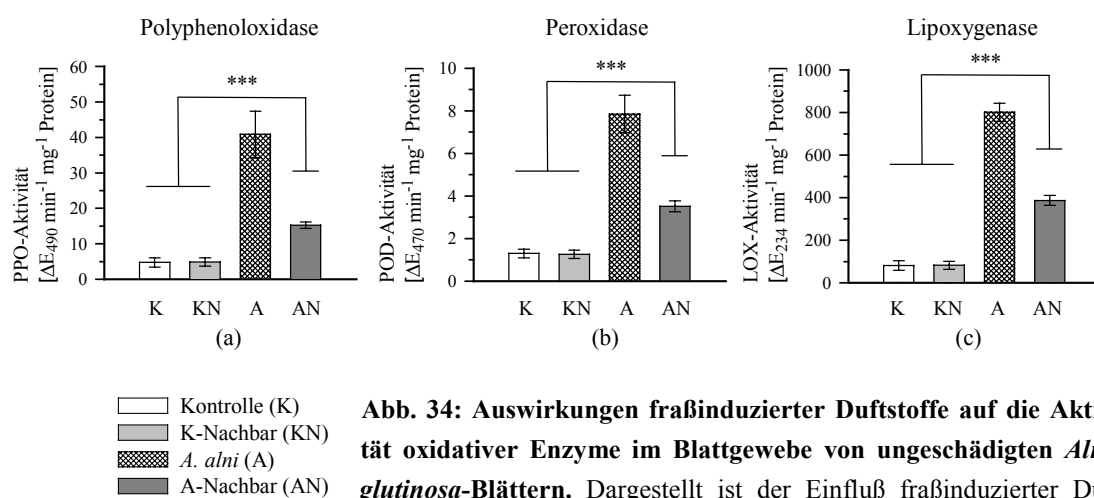 Polyphenoloxidase
PPO-Aktivität
[ΔE490 min-1 mg-1 Protein]
60
50
40
30
20
10
0
***
K KN A AN
(a)
Peroxidase
POD-Aktivität
[ΔE470 min-1 mg-1 Protein]
10
8
6
4
2
0
***
K KN A AN
(b)
Lipoxygenase
LOX-Aktivität
[ΔE234 min-1 mg-1 Protein]
1000
800
600
400
200
0
***
K KN A AN
(c)
Kontrolle (K)
K-Nachbar (KN)
A. alni (A)
A-Nachbar (AN)
Abb. 34: Auswirkungen fraßinduzierter Duftstoffe auf die Akti
tät oxidativer Enzyme im Blattgewebe von ungeschädigten Aln
glutinosa-Blättern. Dargestellt ist der Einfluß fraßinduzierter Du